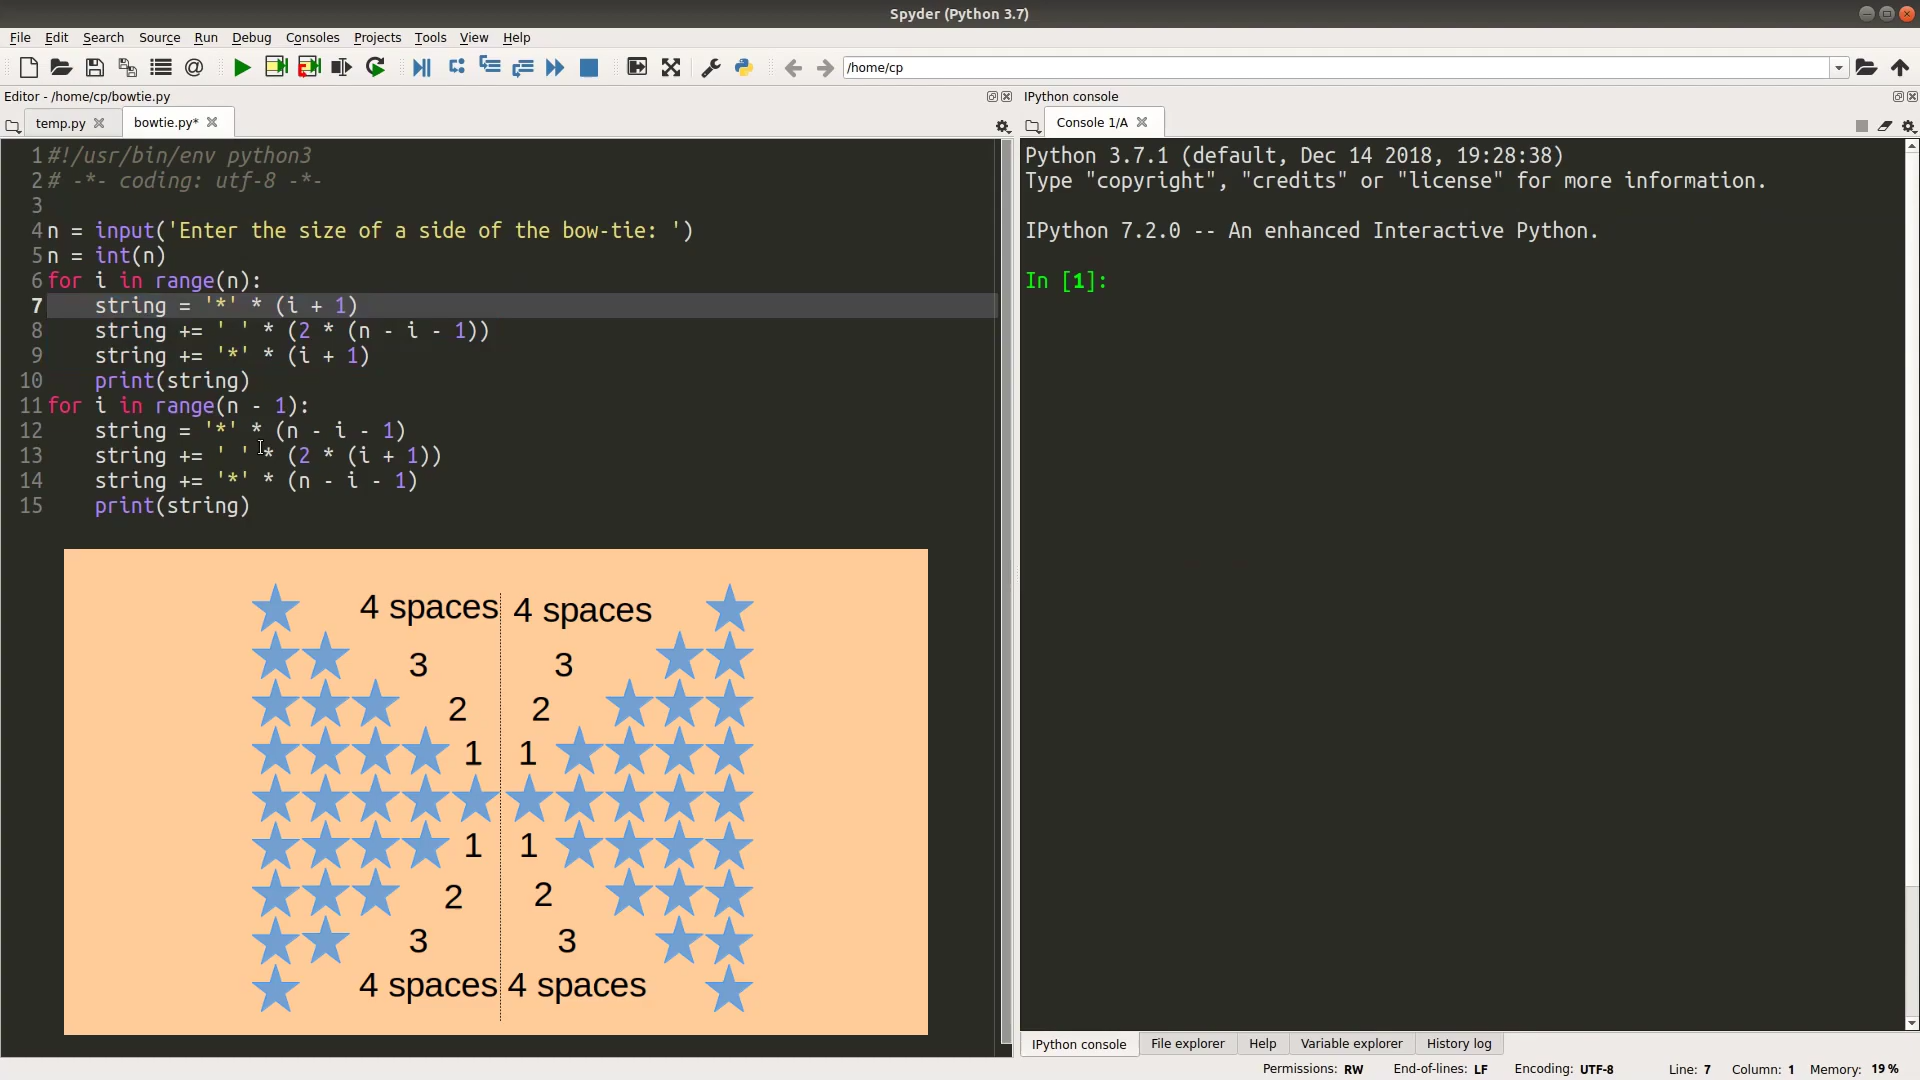 Spyder (Python 3.7)
File Edit Search Source Run Debug Consoles Projects Tools View Help
/home/cp
Editor - /home/cp/bowtie.py
temp.py bowtie.py*
1 #!/usr/bin/env python3
2 # -*- coding: utf-8 -*-
3
4 n = input('Enter the size of a side of the bow-tie: ')
5 n = int(n)
6 for i in range(n):
7     string = '*' * (i + 1)
8     string += ' ' * (2 * (n - i - 1))
9     string += '*' * (i + 1)
10     print(string)
11 for i in range(n - 1):
12     string = '*' * (n - i - 1)
13     string += ' ' * (2 * (i + 1))
14     string += '*' * (n - i - 1)
15     print(string)
4 spaces 4 spaces
3 3
2 2
1 1
1 1
2 2
3 3
4 spaces 4 spaces
IPython console
Console 1/A
Python 3.7.1 (default, Dec 14 2018, 19:28:38)
Type "copyright", "credits" or "license" for more information.
IPython 7.2.0 -- An enhanced Interactive Python.
In [1]:
IPython console File explorer Help Variable explorer History log
Permissions: RW End-of-lines: LF Encoding: UTF-8 Line: 7 Column: 1 Memory: 19 %